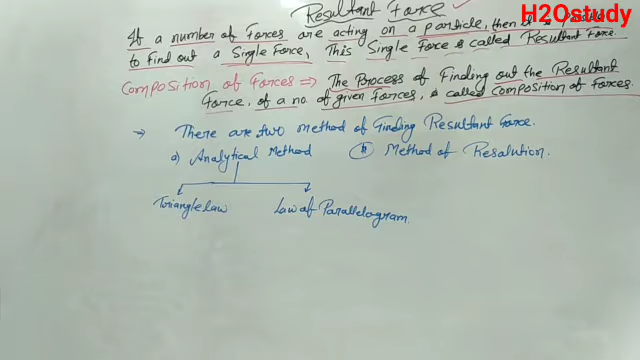 Resultant Force
H2Ostudy
If a number of Forces are acting on a particle, then it is
to find out a Single Force, This Single Force is called Resultant Force.
Composition of Forces ⇒ The Process of Finding out the Resultant
Force, of a no. of given Forces, is called Composition of Forces.
→ There are two method of Finding Resultant Force.
a) Analytical Method (b) Method of Resalution.
Triangle law Law of Parallelogram.